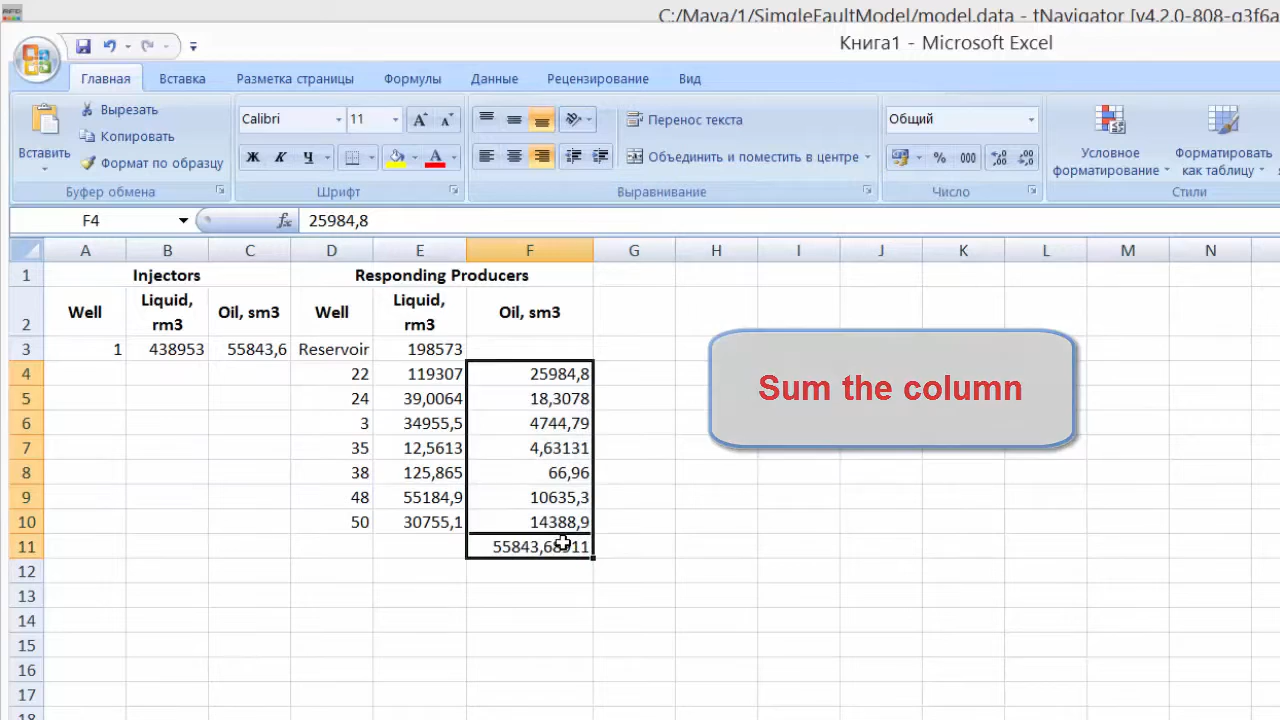 C:/Maya/1/SimgleFaultModel/model.data - tNavigator [v4.2.0-808-g3f6a
Книга1 - Microsoft Excel
Главная Вставка Разметка страницы Формулы Данные Рецензирование Вид
Вставить
Вырезать
Копировать
Формат по образцу
Буфер обмена
Calibri 11 A A
Ж К Ч A
Шрифт
Перенос текста
Объединить и поместить в центре
Выравнивание
Общий
% 000 ,0 ,00 ,00 ,0
Число
Условное форматирование
Форматировать как таблицу
Стили
F4 fx 25984,8
A B C D E F G H I J K L M N
1 Injectors Responding Producers
2 Well Liquid, rm3 Oil, sm3 Well Liquid, rm3 Oil, sm3
3 1 438953 55843,6 Reservoir 198573
4 22 119307 25984,8
5 24 39,0064 18,3078
6 3 34955,5 4744,79
7 35 12,5613 4,63131
8 38 125,865 66,96
9 48 55184,9 10635,3
10 50 30755,1 14388,9
11
12
13
14
15
16
17
18
Sum the column